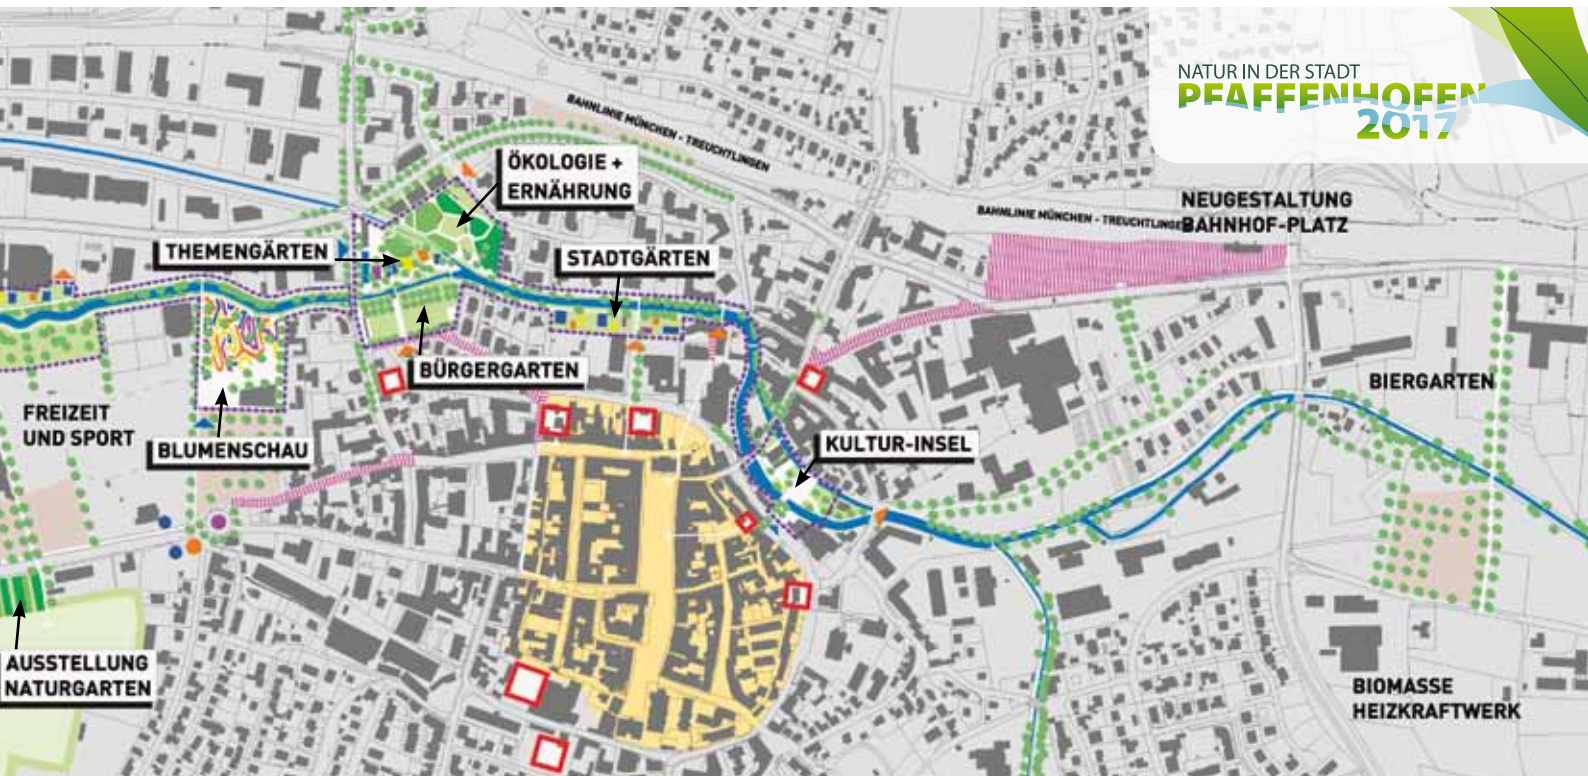 NATUR IN DER STADT
PFAFFENHOFEN
2017
BAHNLINIE MÜNCHEN - TREUCHTLINGEN
ÖKOLOGIE +
ERNÄHRUNG
NEUGESTALTUNG
BAHNHOF-PLATZ
BAHNLINIE MÜNCHEN - TREUCHTLINGE
THEMENGÄRTEN
STADTGÄRTEN
BÜRGERGARTEN
BIERGARTEN
FREIZEIT
UND SPORT
BLUMENSCHAU
KULTUR-INSEL
AUSSTELLUNG
NATURGARTEN
BIOMASSE
HEIZKRAFTWERK